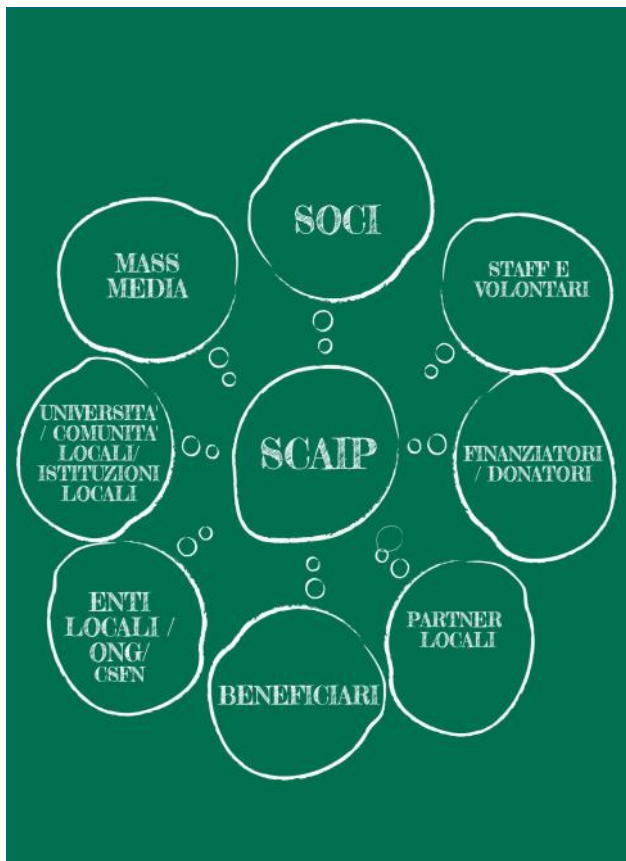 SOCI
MASS
MEDIA
STAFF E
VOLONTARI
UNIVERSITA'
/ COMUNITA'
LOCALI/
ISTITUZIONI
LOCALI
SCAIP
FINANZIATORI
/ DONATORI
ENTI
LOCALI /
ONG/
CSFN
BENEFICIARI
PARTNER
LOCALI